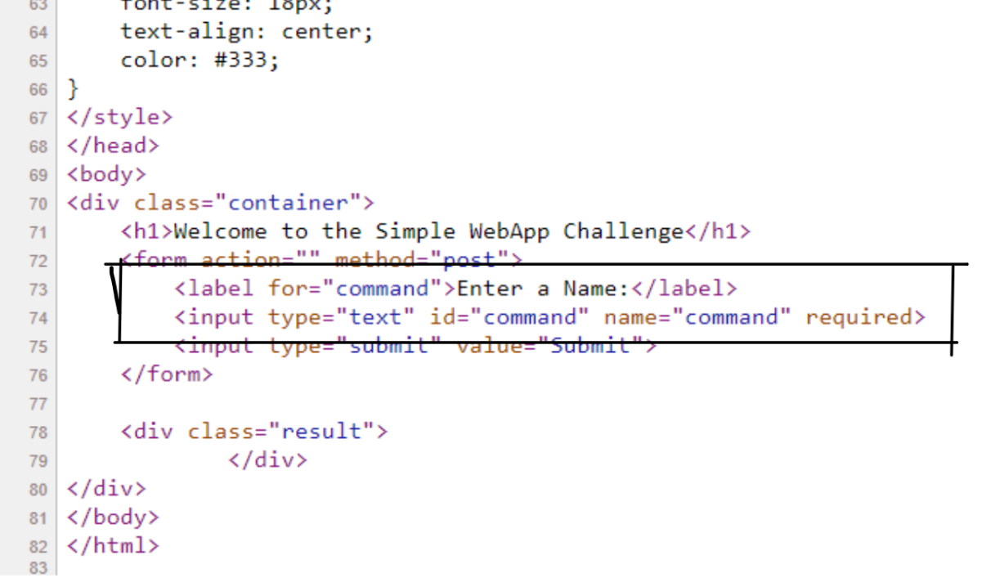 63 font-size: 18px;
64 text-align: center;
65 color: #333;
66 }
67 </style>
68 </head>
69 <body>
70 <div class="container">
71 <h1>Welcome to the Simple WebApp Challenge</h1>
72 <form action="" method="post">
73 <label for="command">Enter a Name:</label>
74 <input type="text" id="command" name="command" required>
75 <input type="submit" value="Submit">
76 </form>
77
78 <div class="result">
79 </div>
80 </div>
81 </body>
82 </html>
83